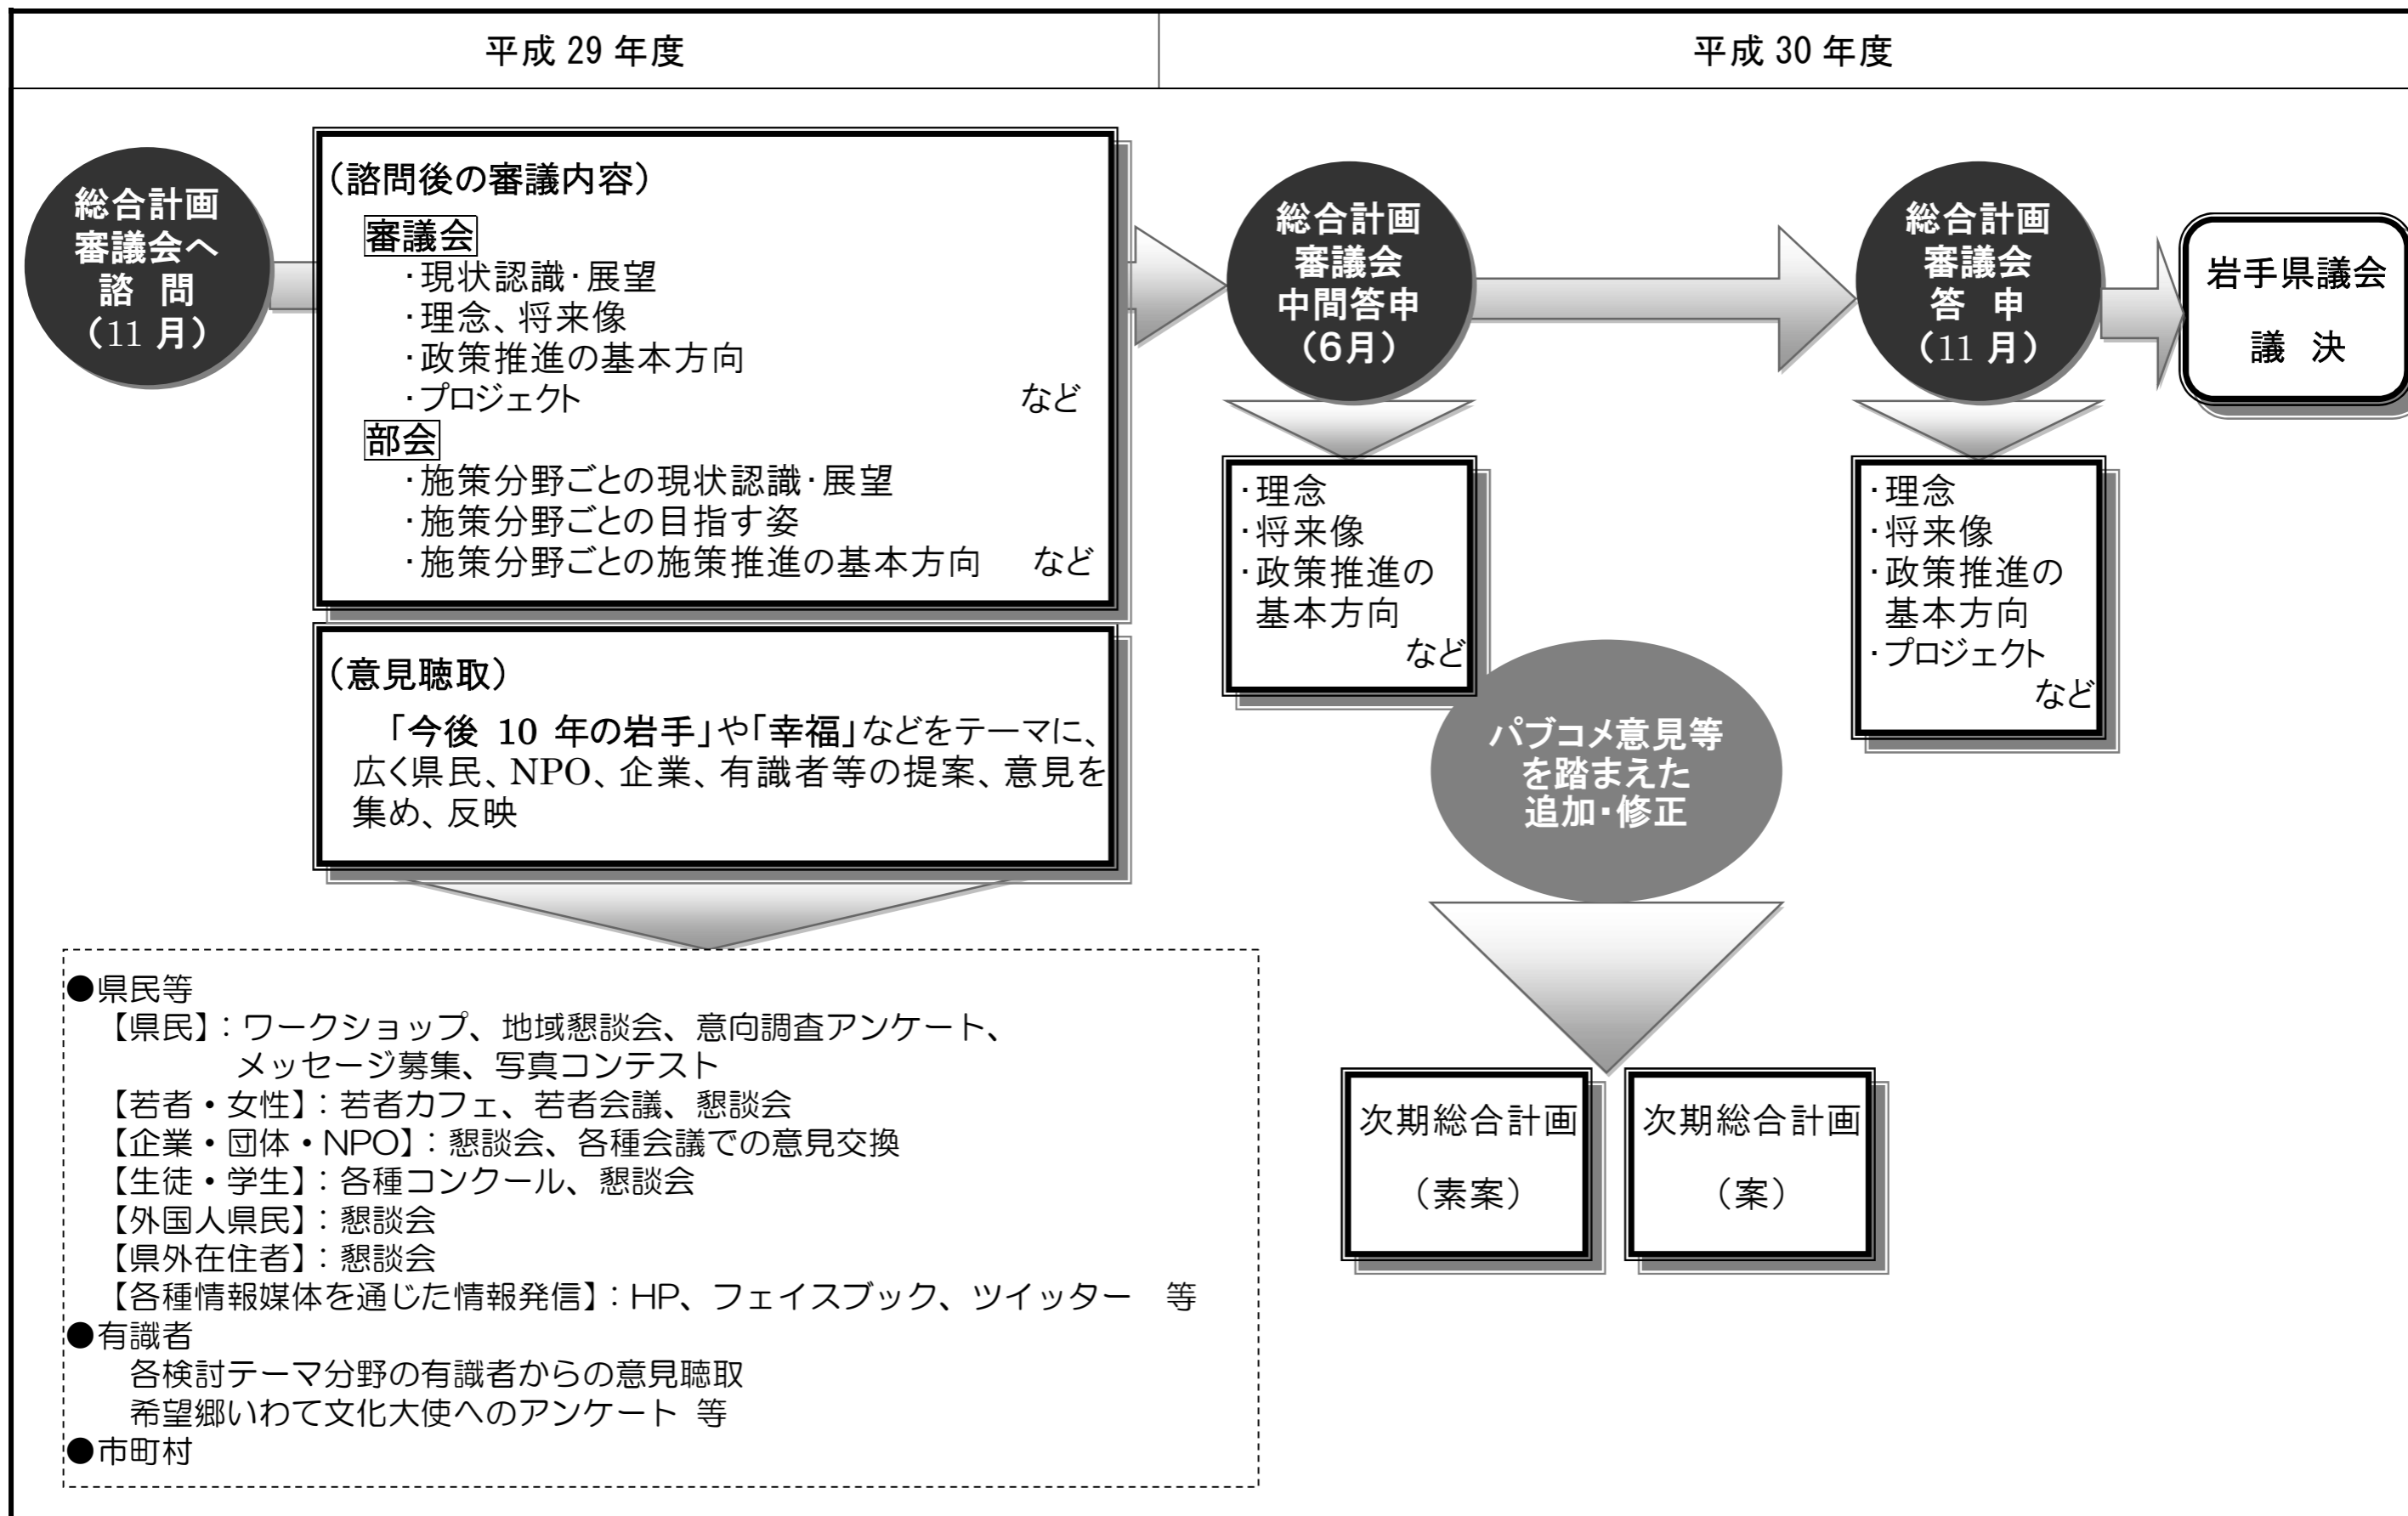 平成 29 年度
平成 30 年度
総合計画
審議会へ
諮 問
（11 月）
（諮問後の審議内容）
審議会
・現状認識・展望
・理念、将来像
・政策推進の基本方向
・プロジェクト　など
部会
・施策分野ごとの現状認識・展望
・施策分野ごとの目指す姿
・施策分野ごとの施策推進の基本方向　など
（意見聴取）
「今後 10 年の岩手」や「幸福」などをテーマに、
広く県民、NPO、企業、有識者等の提案、意見を
集め、反映
●県民等
【県民】：ワークショップ、地域懇談会、意向調査アンケート、
メッセージ募集、写真コンテスト
【若者・女性】：若者カフェ、若者会議、懇談会
【企業・団体・NPO】：懇談会、各種会議での意見交換
【生徒・学生】：各種コンクール、懇談会
【外国人県民】：懇談会
【県外在住者】：懇談会
【各種情報媒体を通じた情報発信】：HP、フェイスブック、ツイッター　等
●有識者
各検討テーマ分野の有識者からの意見聴取
希望郷いわて文化大使へのアンケート 等
●市町村
総合計画
審議会
中間答申
（6月）
・理念
・将来像
・政策推進の
基本方向
など
パブコメ意見等
を踏まえた
追加・修正
次期総合計画
（素案）
次期総合計画
（案）
総合計画
審議会
答 申
（11 月）
・理念
・将来像
・政策推進の
基本方向
・プロジェクト
など
岩手県議会
議 決